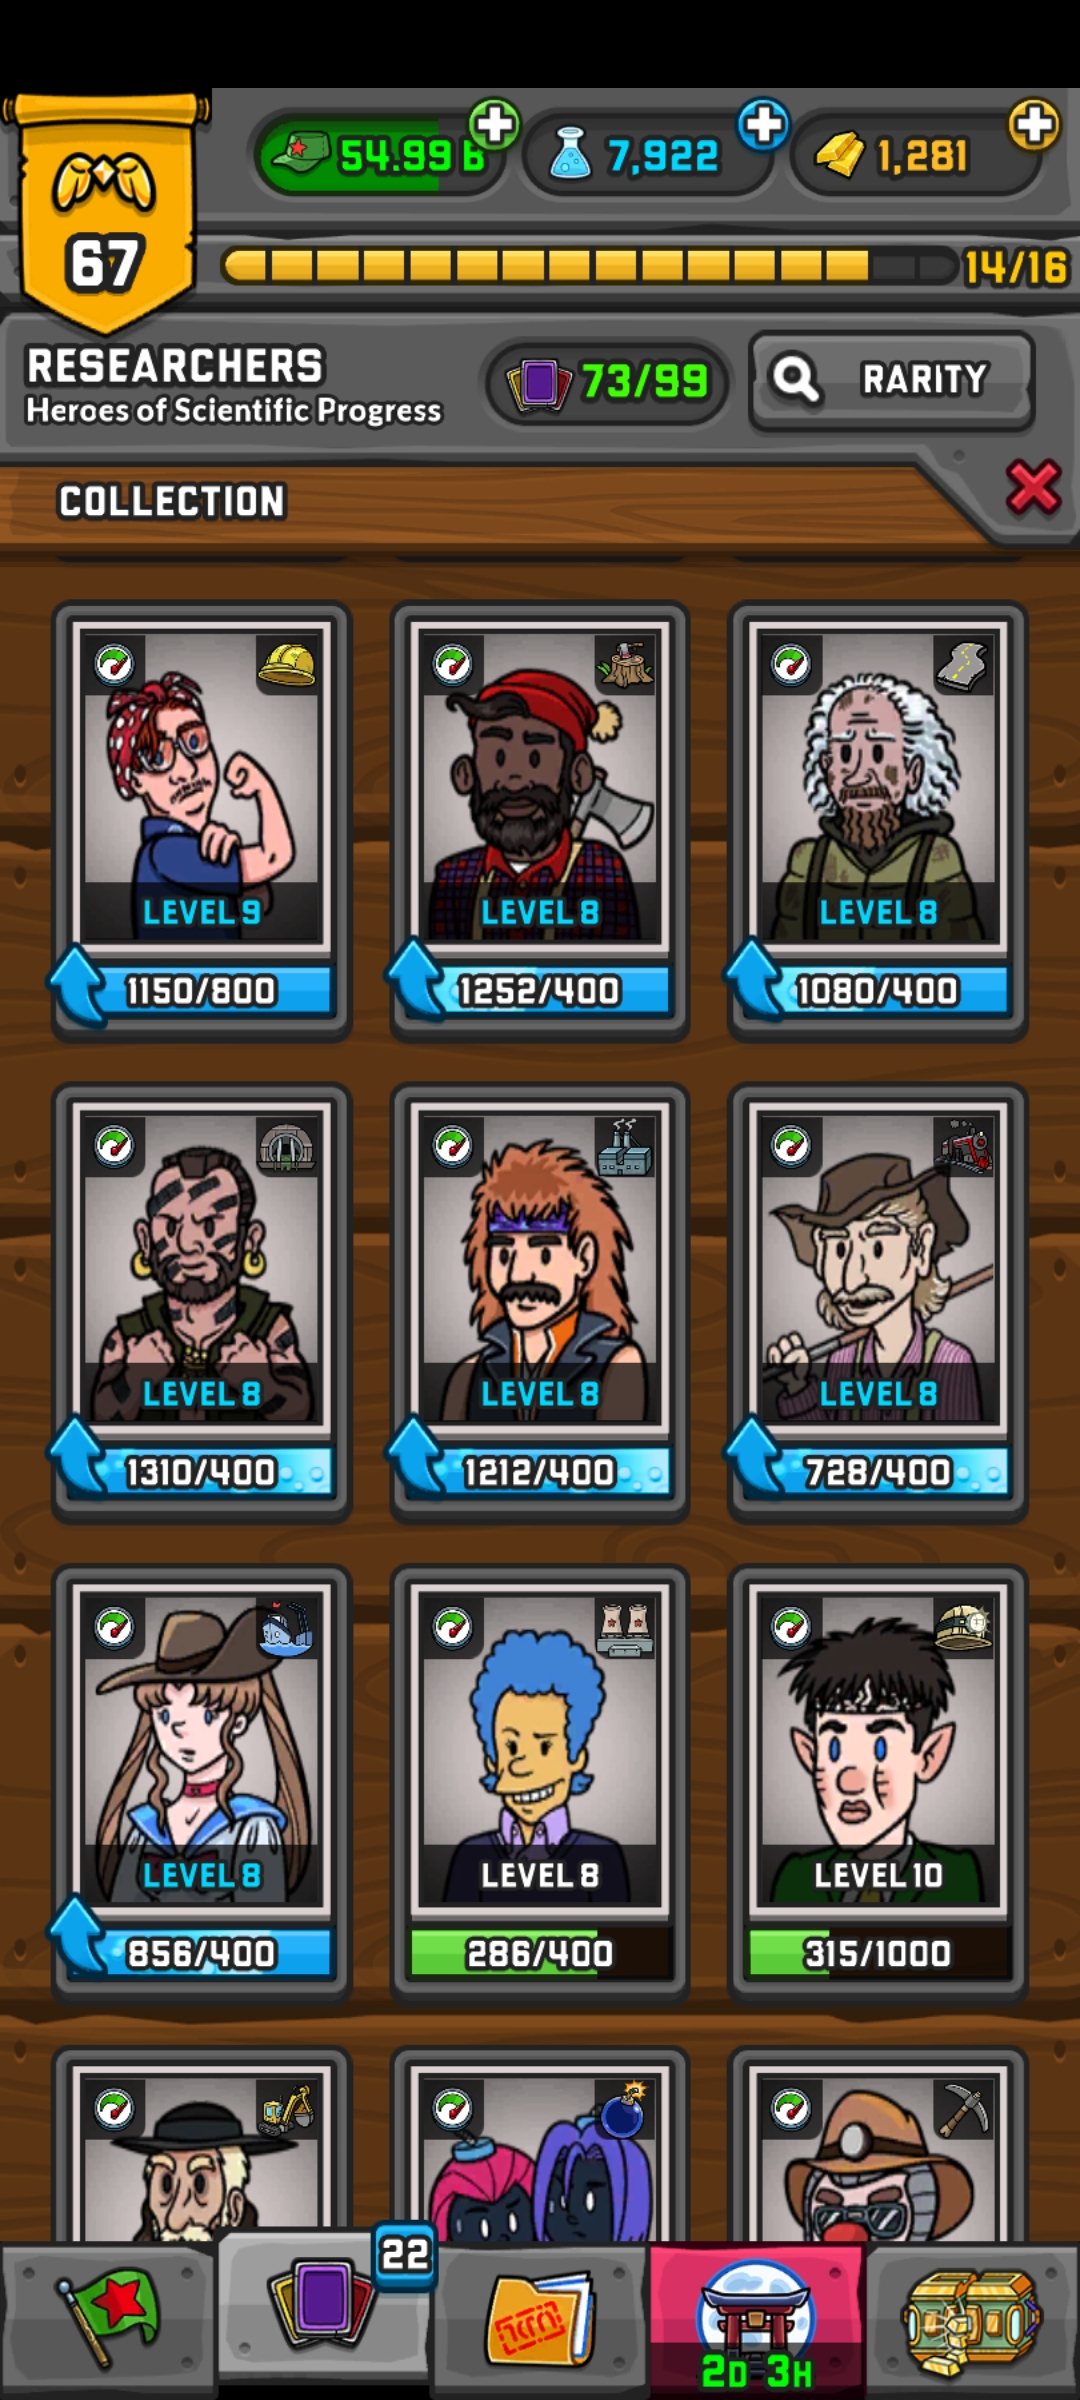 54.99 B
7,922
1,281
67
14/16
RESEARCHERS
Heroes of Scientific Progress
73/99
RARITY
COLLECTION
LEVEL 9
LEVEL 8
LEVEL 8
1150/800
1252/400
1080/400
LEVEL 8
LEVEL 8
LEVEL 8
1310/400
1212/400
728/400
LEVEL 8
LEVEL 8
LEVEL 10
856/400
286/400
315/1000
22
2D 3H